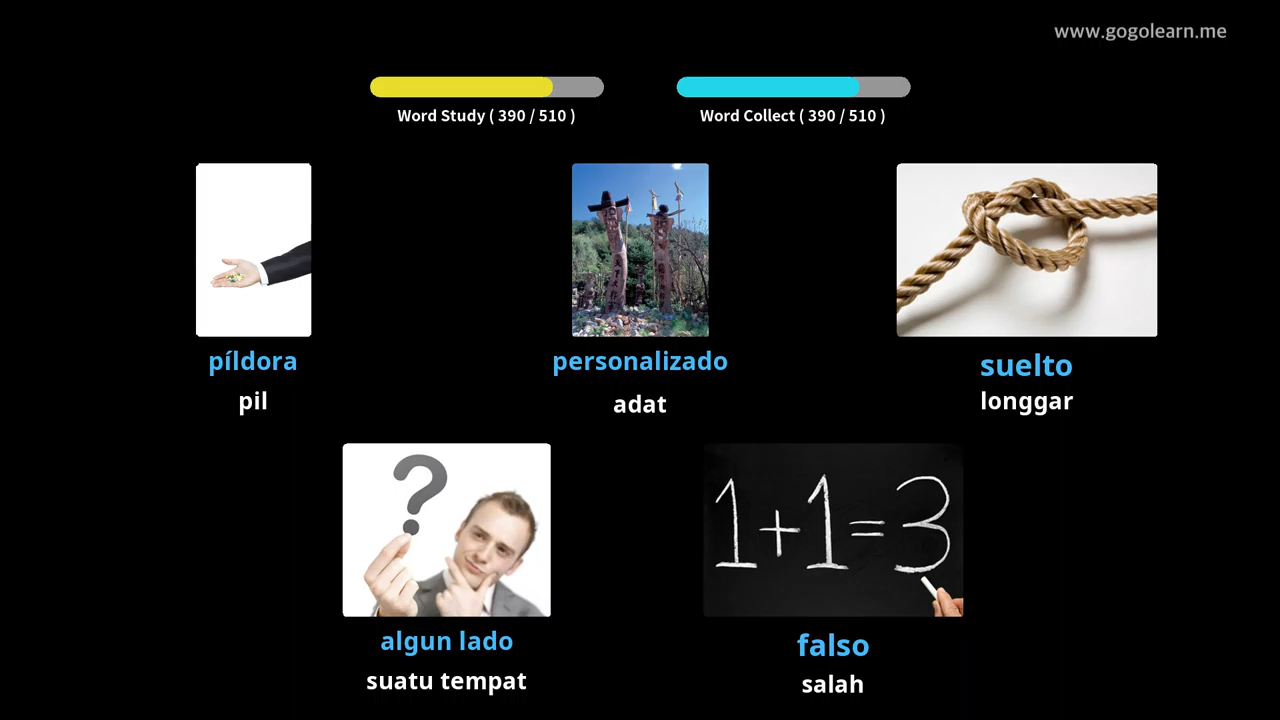 www.gogolearn.me
Word Study ( 390 / 510 )
Word Collect ( 390 / 510 )
píldora
pil
personalizado
adat
suelto
longgar
1+1=3
algun lado
suatu tempat
falso
salah